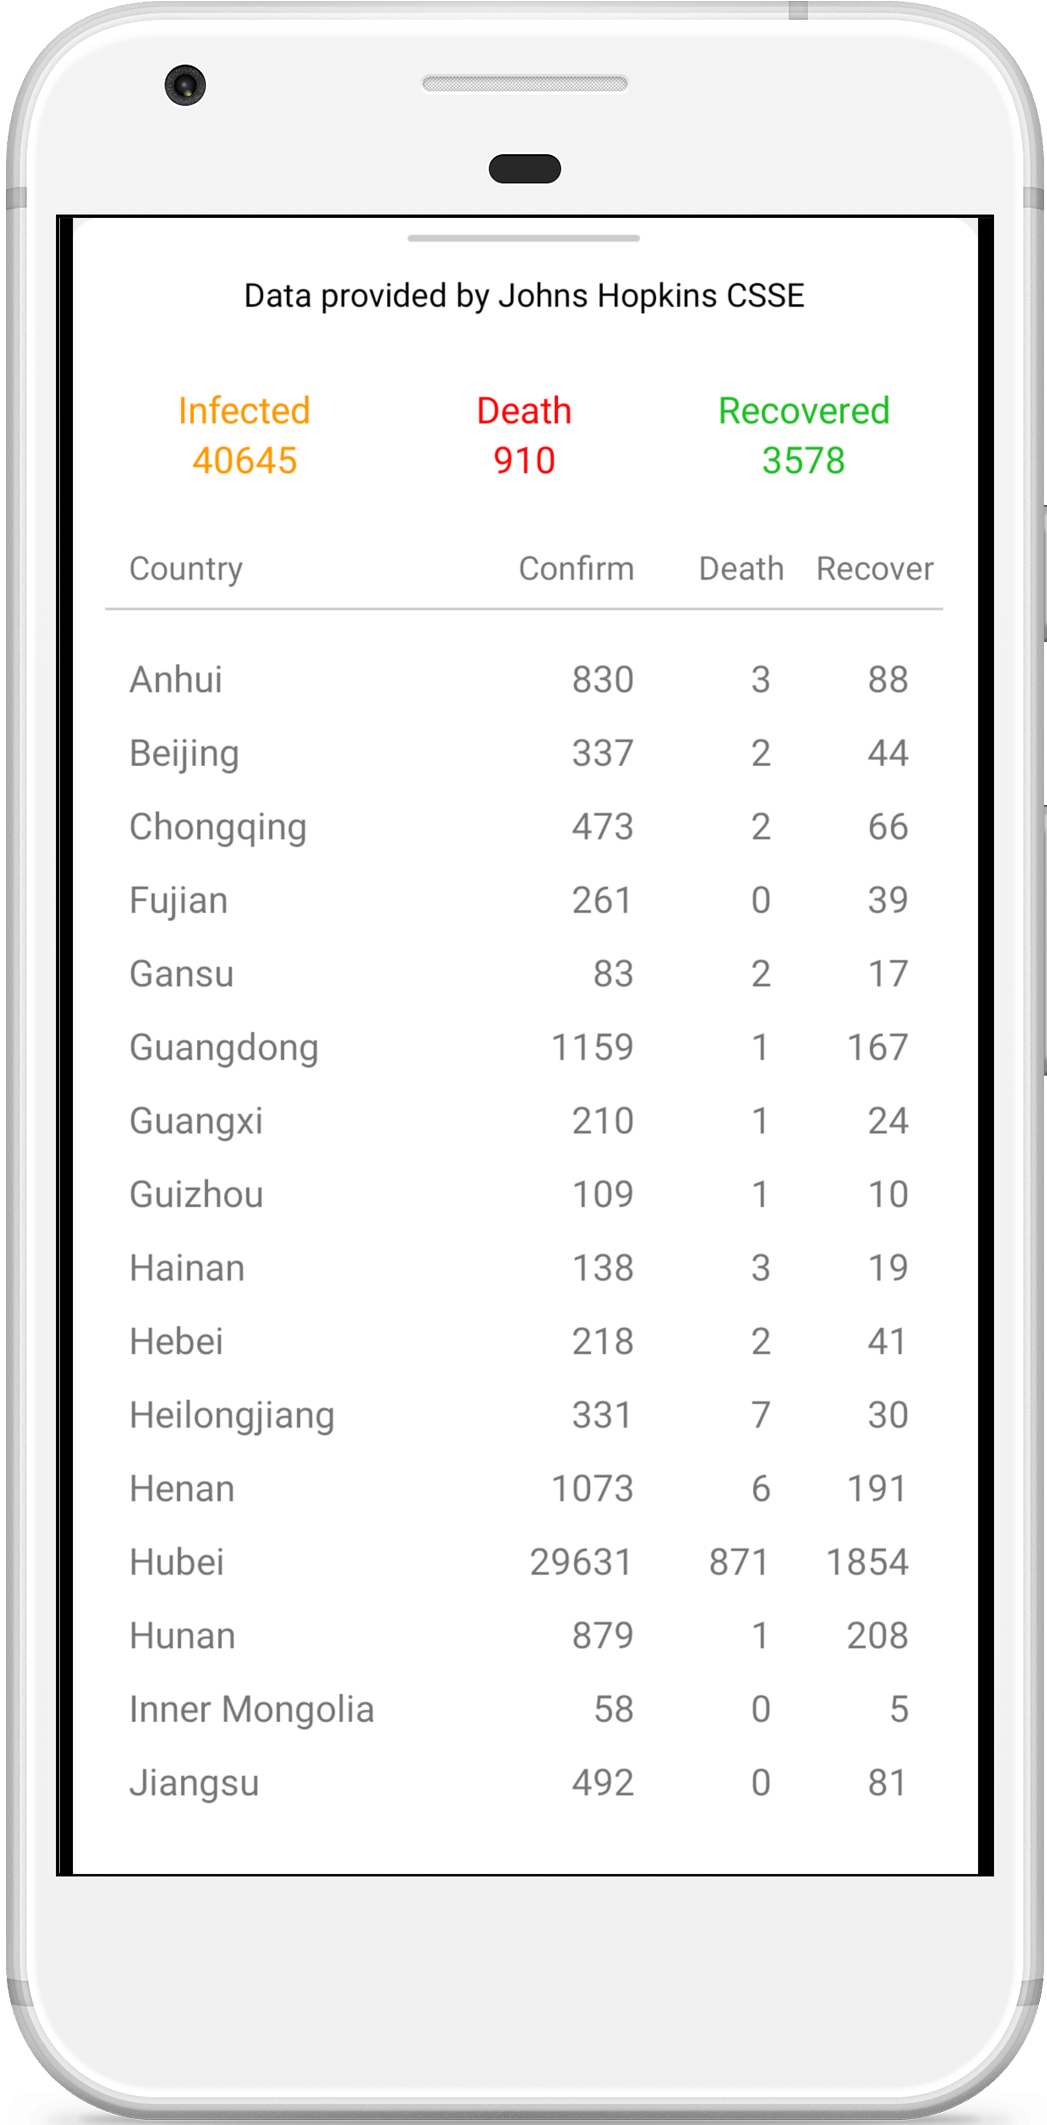 Data provided by Johns Hopkins CSSE
Infected Death Recovered
40645 910 3578
Country Confirm Death Recover
Anhui 830 3 88
Beijing 337 2 44
Chongqing 473 2 66
Fujian 261 0 39
Gansu 83 2 17
Guangdong 1159 1 167
Guangxi 210 1 24
Guizhou 109 1 10
Hainan 138 3 19
Hebei 218 2 41
Heilongjiang 331 7 30
Henan 1073 6 191
Hubei 29631 871 1854
Hunan 879 1 208
Inner Mongolia 58 0 5
Jiangsu 492 0 81